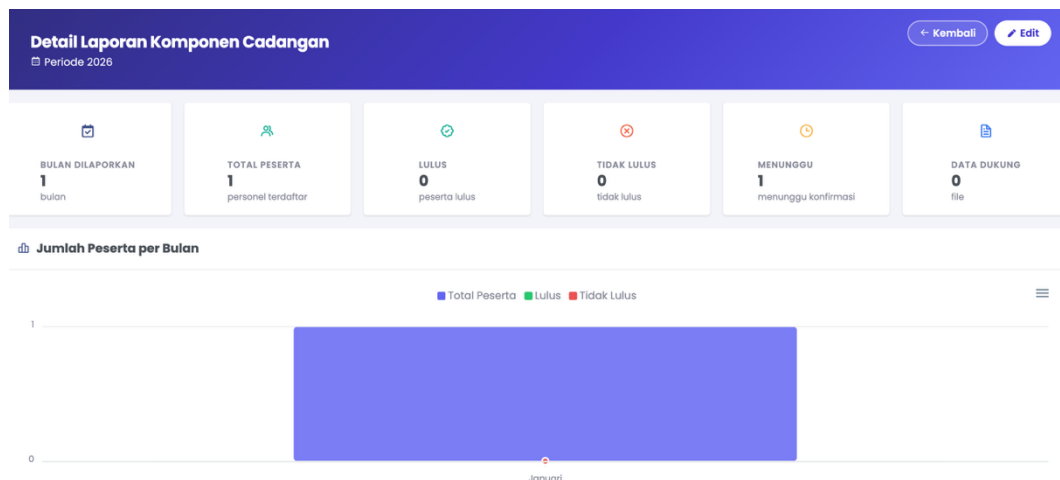 Detail Laporan Komponen Cadangan
Periode 2026
← Kembali
Edit
BULAN DILAPORKAN
1
bulan
TOTAL PESERTA
1
personel terdaftar
LULUS
0
peserta lulus
TIDAK LULUS
0
tidak lulus
MENUNGGU
1
menunggu konfirmasi
DATA DUKUNG
0
file
Jumlah Peserta per Bulan
Total Peserta Lulus Tidak Lulus
1
0
Januari